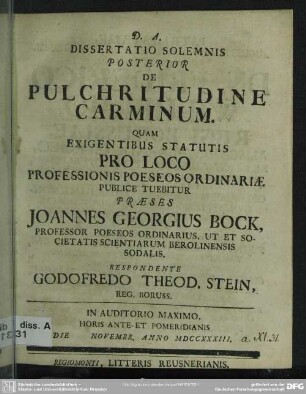 D. A.
DISSERTATIO SOLEMNIS
POSTERIOR
DE
PULCHRITUDINE
CARMINUM.
QUAM
EXIGENTIBUS STATUTIS
PRO LOCO
PROFESSIONIS POESEOS ORDINARIÆ
PUBLICE TUEBITUR
PRÆSES
JOANNES GEORGIUS BOCK,
PROFESSOR POESEOS ORDINARIUS, UT ET SO-
CIETATIS SCIENTIARUM BEROLINENSIS
SODALIS,
RESPONDENTE
GODOFREDO THEOD. STEIN,
REG. BORUSS.
IN AUDITORIO MAXIMO,
HORIS ANTE-ET POMERIDIANIS
DIE NOVEMBR. ANNO MDCCXXXIII.
REGIOMONTI, LITTERIS REUSNERIANIS.
diss. A
31